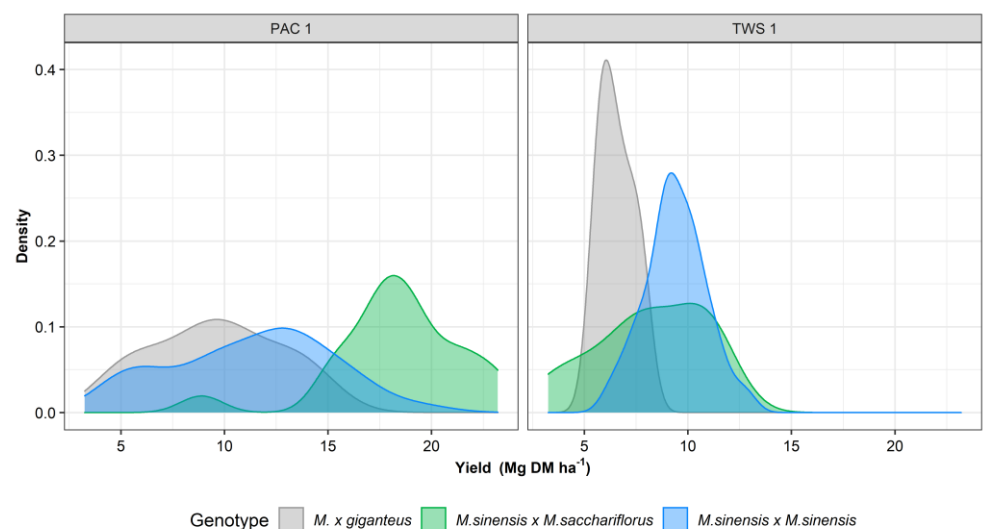 PAC 1 TWS 1
0.4
0.3
0.2
0.1
0.0
Density
5 10 15 20 5 10 15 20
Yield (Mg DM ha⁻¹)
Genotype M. x giganteus M.sinensis x M.sacchariflorus M.sinensis x M.sinensis